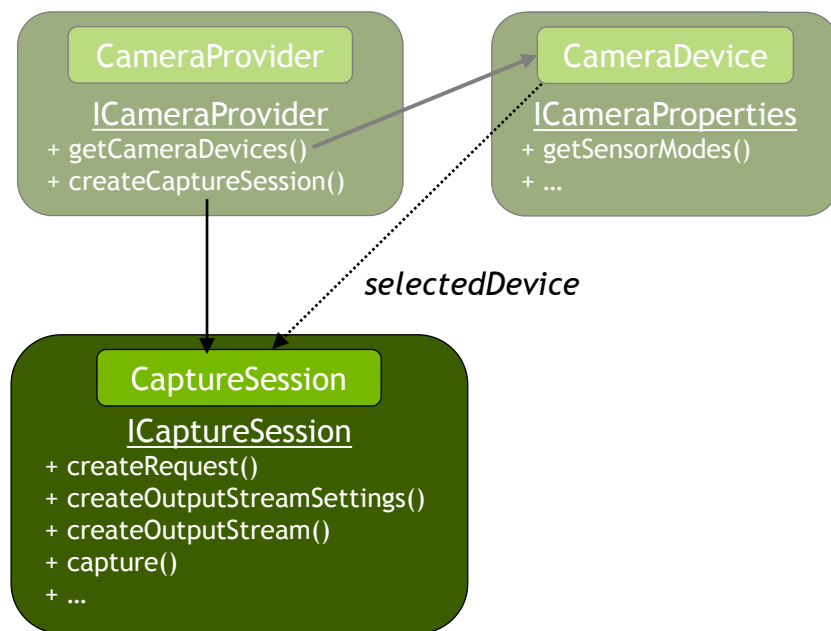 CameraProvider
ICameraProvider
+ getCameraDevices()
+ createCaptureSession()
CameraDevice
ICameraProperties
+ getSensorModes()
+ …
selectedDevice
CaptureSession
ICaptureSession
+ createRequest()
+ createOutputStreamSettings()
+ createOutputStream()
+ capture()
+ …